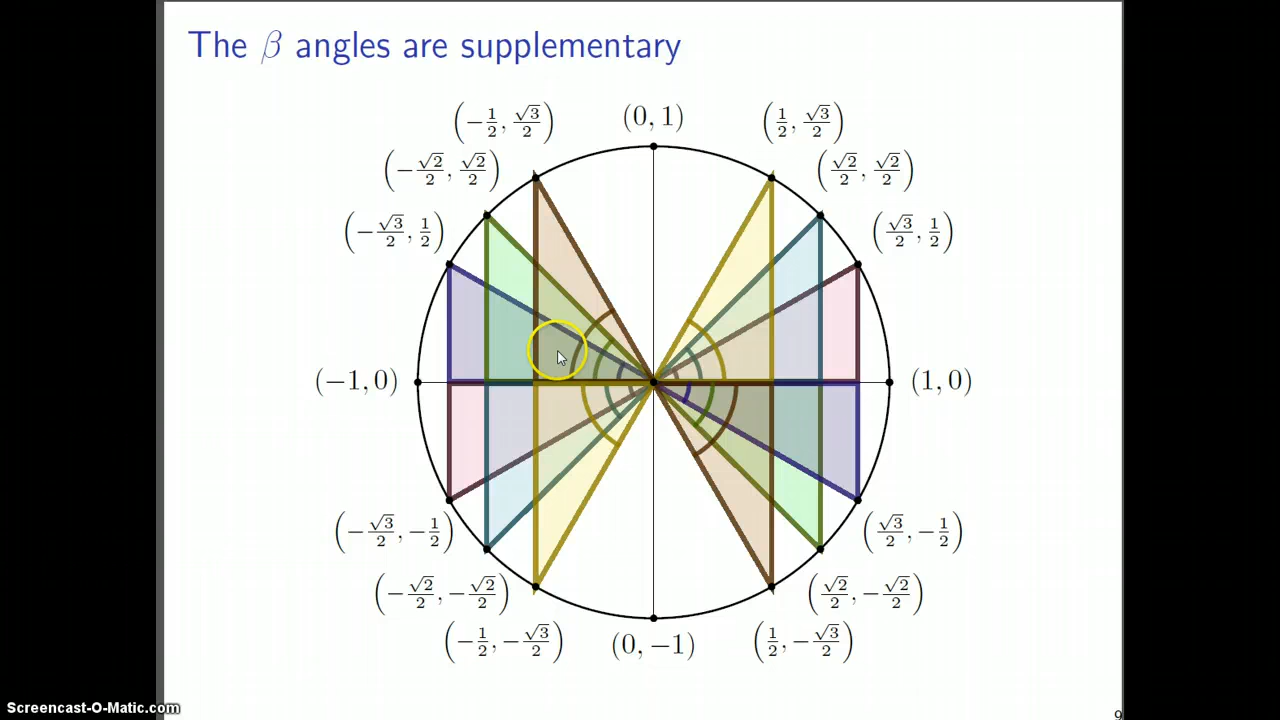 The β angles are supplementary
(-1/2, √3/2) (0, 1) (1/2, √3/2)
(-√2/2, √2/2) (√2/2, √2/2)
(-√3/2, 1/2) (√3/2, 1/2)
(−1, 0) (1, 0)
(-√3/2, -1/2) (√3/2, -1/2)
(-√2/2, -√2/2) (√2/2, -√2/2)
(-1/2, -√3/2) (0, −1) (1/2, -√3/2)
Screencast-O-Matic.com
9